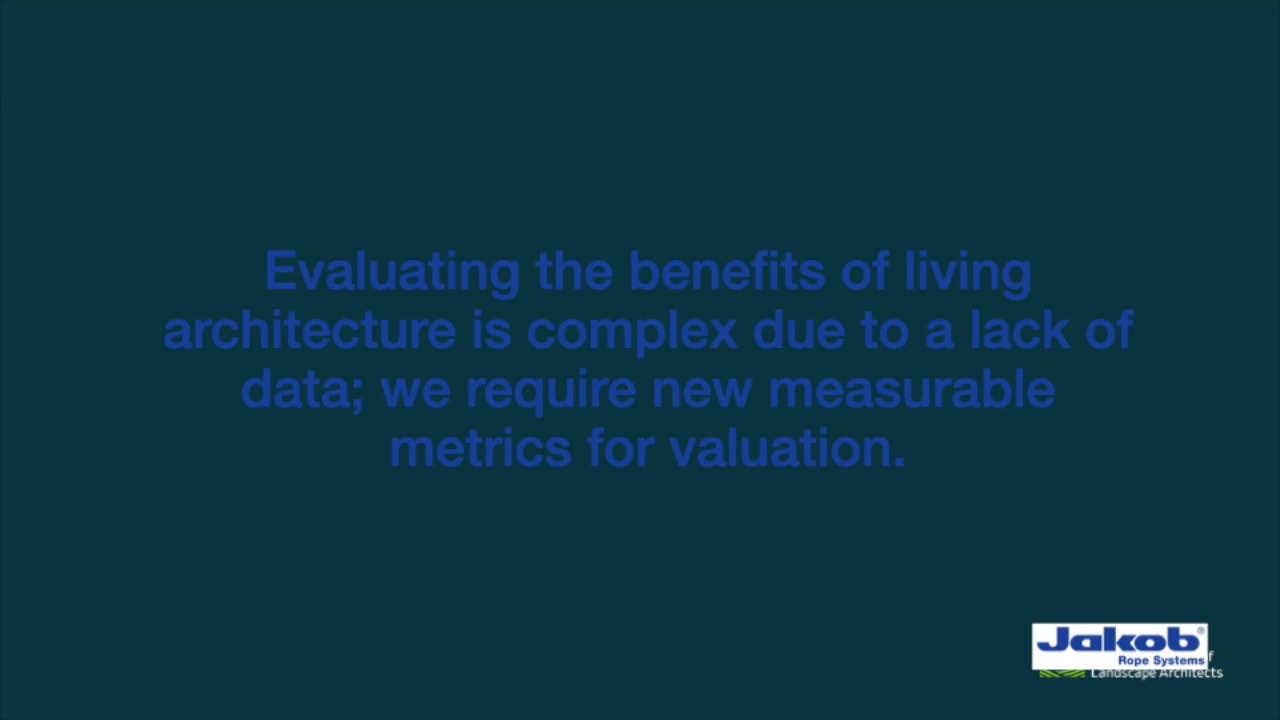 Evaluating the benefits of living
architecture is complex due to a lack of
data; we require new measurable
metrics for valuation.
Jakob®
Rope Systems
Landscape Architects